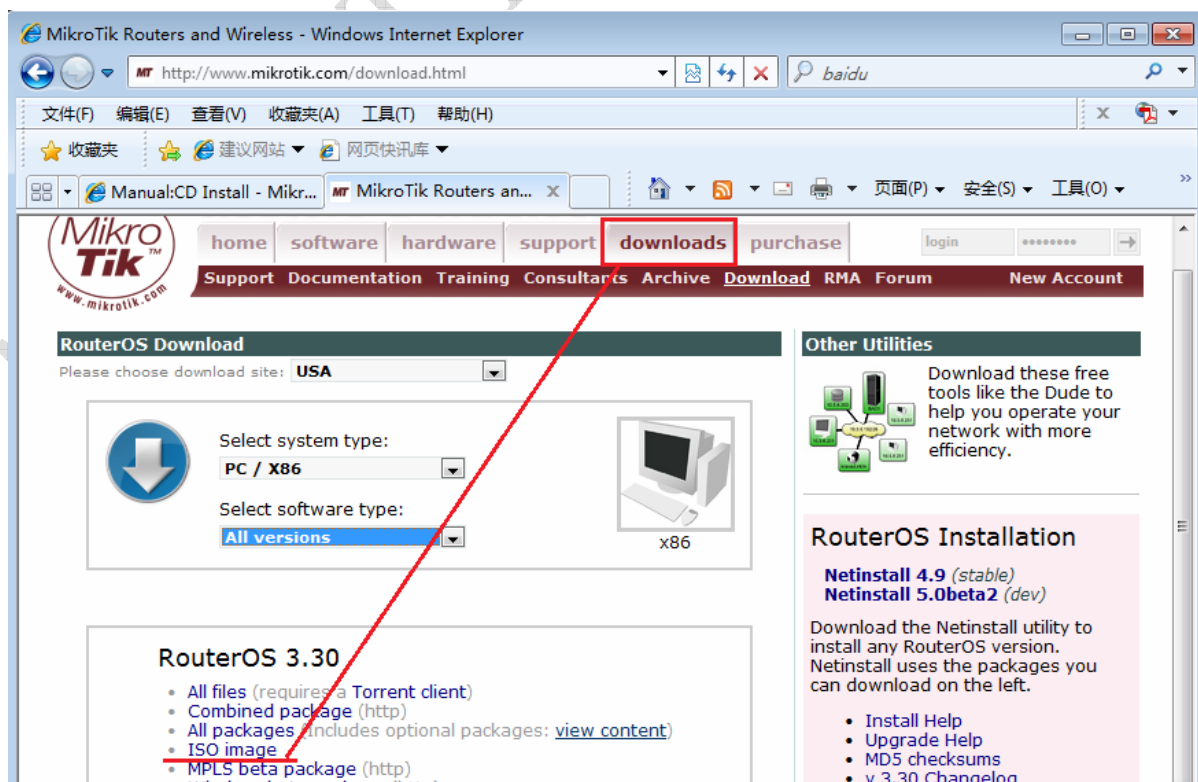 MikroTik Routers and Wireless - Windows Internet Explorer
MT http://www.mikrotik.com/download.html
baidu
文件(F) 编辑(E) 查看(V) 收藏夹(A) 工具(T) 帮助(H)
x
收藏夹 建议网站 网页快讯库
Manual:CD Install - Mikr... MT MikroTik Routers an... x
页面(P) 安全(S) 工具(O) »
Mikro
Tik ™
www.mikrotik.com
home software hardware support downloads purchase
login ••••••••
Support Documentation Training Consultants Archive Download RMA Forum New Account
RouterOS Download
Please choose download site: USA
Select system type:
PC / X86
Select software type:
All versions
x86
RouterOS 3.30
• All files (requires a Torrent client)
• Combined package (http)
• All packages (includes optional packages: view content)
• ISO image
• MPLS beta package (http)
Other Utilities
Download these free
tools like the Dude to
help you operate your
network with more
efficiency.
RouterOS Installation
Netinstall 4.9 (stable)
Netinstall 5.0beta2 (dev)
Download the Netinstall utility to
install any RouterOS version.
Netinstall uses the packages you
can download on the left.
• Install Help
• Upgrade Help
• MD5 checksums
• v 3.30 Changelog